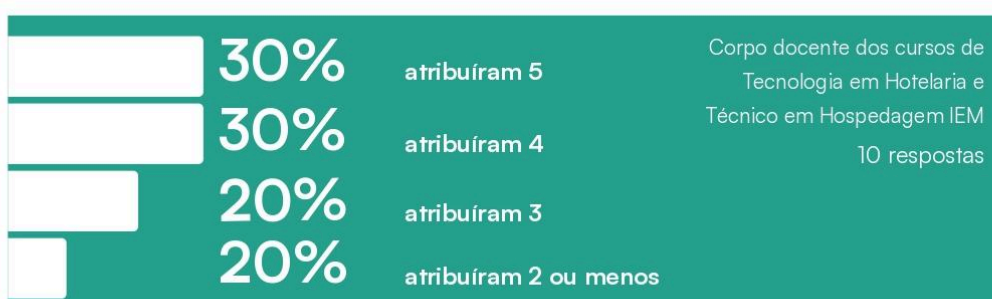 30% atribuíram 5
30% atribuíram 4
20% atribuíram 3
20% atribuíram 2 ou menos
Corpo docente dos cursos de
Tecnologia em Hotelaria e
Técnico em Hospedagem IEM
10 respostas